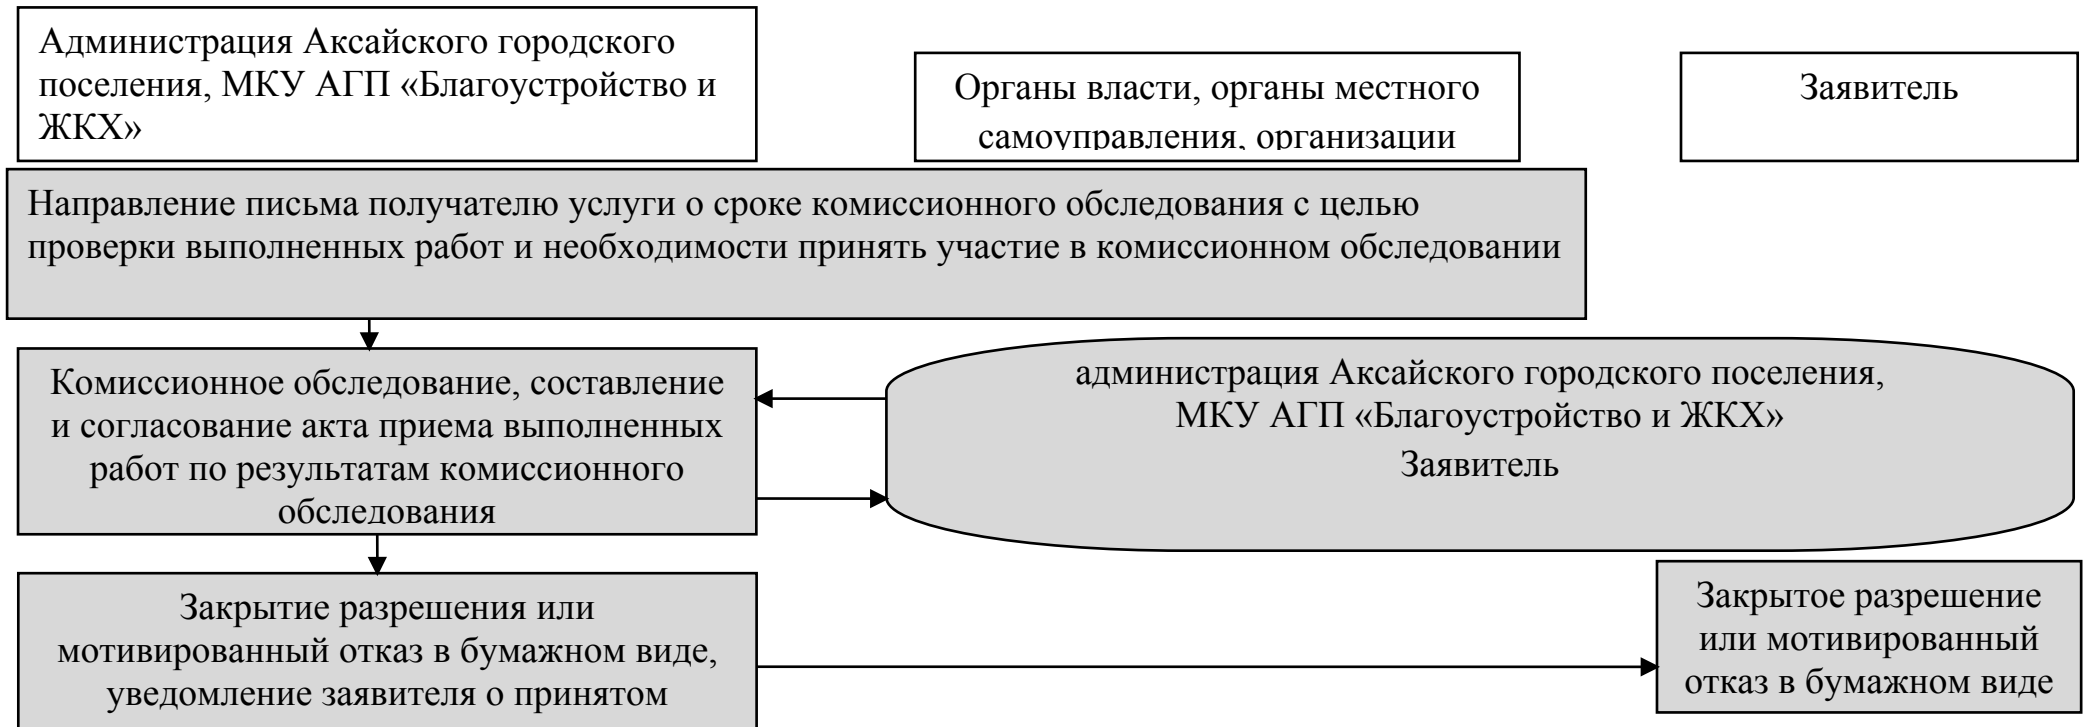 Администрация Аксайского городского
поселения, МКУ АГП «Благоустройство и
ЖКХ»
Органы власти, органы местного
самоуправления, организации
Заявитель
Направление письма получателю услуги о сроке комиссионного обследования с целью
проверки выполненных работ и необходимости принять участие в комиссионном обследовании
Комиссионное обследование, составление
и согласование акта приема выполненных
работ по результатам комиссионного
обследования
администрация Аксайского городского поселения,
МКУ АГП «Благоустройство и ЖКХ»
Заявитель
Закрытие разрешения или
мотивированный отказ в бумажном виде,
уведомление заявителя о принятом
Закрытое разрешение
или мотивированный
отказ в бумажном виде